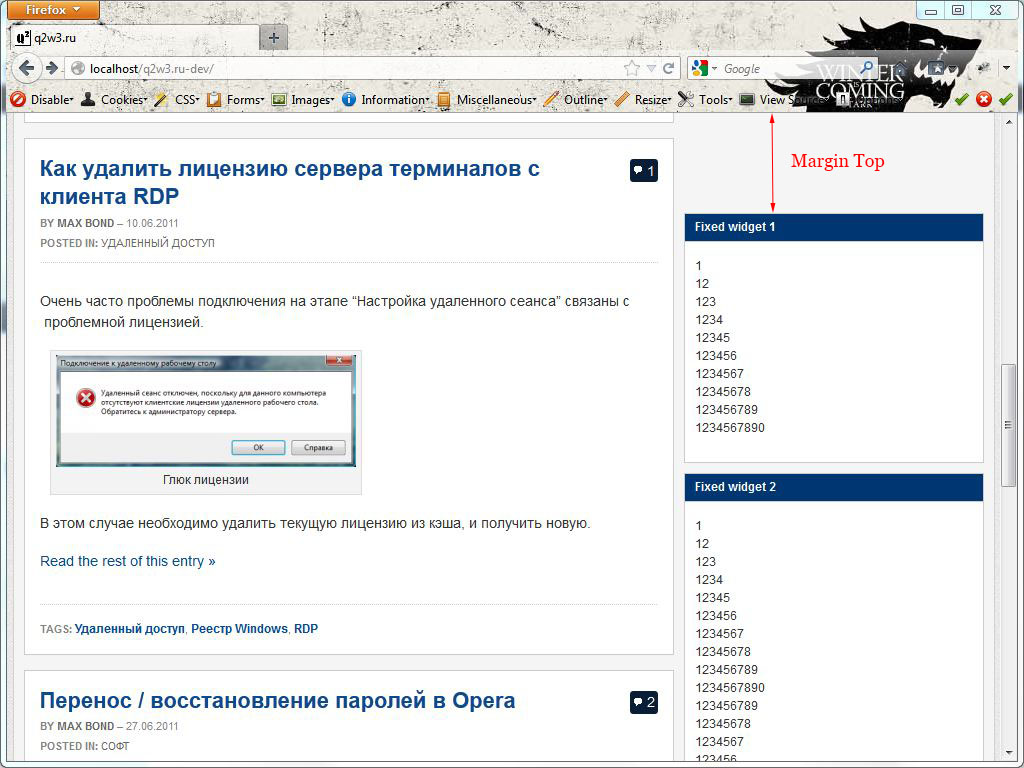 Firefox
q2w3.ru
localhost/q2w3.ru-dev/
Google
WINTER
COMING
Disable Cookies CSS Forms Images Information Miscellaneous Outline Resize Tools View Source
Margin Top
Как удалить лицензию сервера терминалов с
клиента RDP
1
BY MAX BOND – 10.06.2011
POSTED IN: УДАЛЕННЫЙ ДОСТУП
Очень часто проблемы подключения на этапе “Настройка удаленного сеанса” связаны с
проблемной лицензией.
Подключение к удаленному рабочему столу
Удаленный сеанс отключен, поскольку для данного компьютера
отсутствуют клиентские лицензии удаленного рабочего стола.
Обратитесь к администратору сервера.
OK Справка
Глюк лицензии
В этом случае необходимо удалить текущую лицензию из кэша, и получить новую.
Read the rest of this entry »
TAGS: Удаленный доступ, Реестр Windows, RDP
Перенос / восстановление паролей в Opera
2
BY MAX BOND – 27.06.2011
POSTED IN: СОФТ
Fixed widget 1
1
12
123
1234
12345
123456
1234567
12345678
123456789
1234567890
Fixed widget 2
1
12
123
1234
12345
123456
1234567
12345678
123456789
1234567890
123456789
12345678
1234567
123456